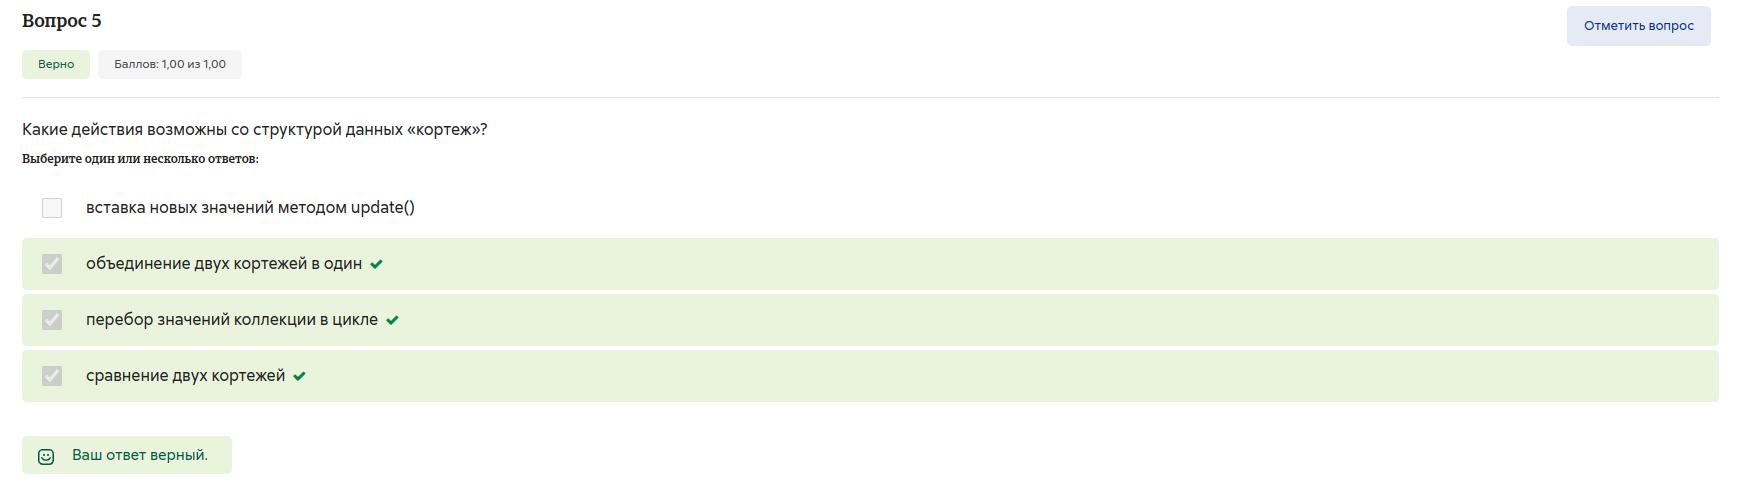 Вопрос 5
Отметить вопрос
Верно
Баллов: 1,00 из 1,00
Какие действия возможны со структурой данных «кортеж»?
Выберите один или несколько ответов:
вставка новых значений методом update()
объединение двух кортежей в один
перебор значений коллекции в цикле
сравнение двух кортежей
Ваш ответ верный.